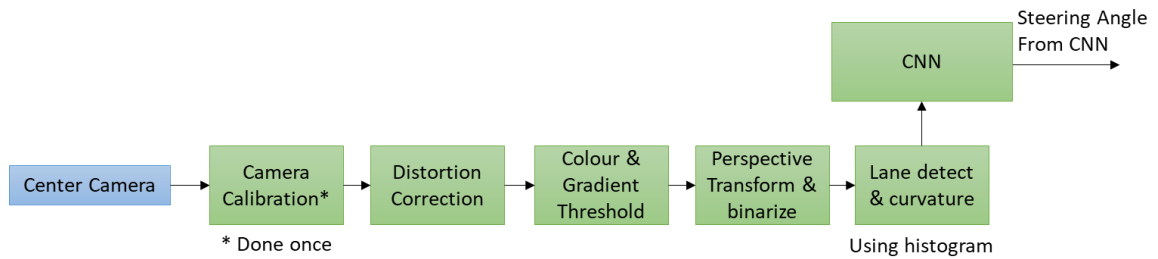 Steering Angle
From CNN
CNN
Center Camera
Camera
Calibration*
Distortion
Correction
Colour &
Gradient
Threshold
Perspective
Transform &
binarize
Lane detect
& curvature
* Done once
Using histogram